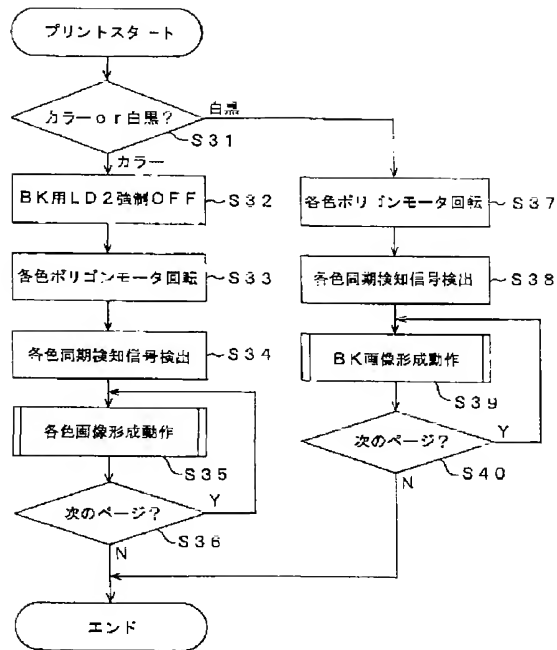 プリントスタート
カラーor白黒？
S31
白黒
カラー
BK用LD2強制OFF
S32
各色ポリゴンモータ回転
S33
各色同期検知信号検出
S34
各色画像形成動作
S35
次のページ？
Y
S36
N
各色ポリゴンモータ回転
S37
各色同期検知信号検出
S38
BK画像形成動作
S39
次のページ？
Y
S40
N
エンド